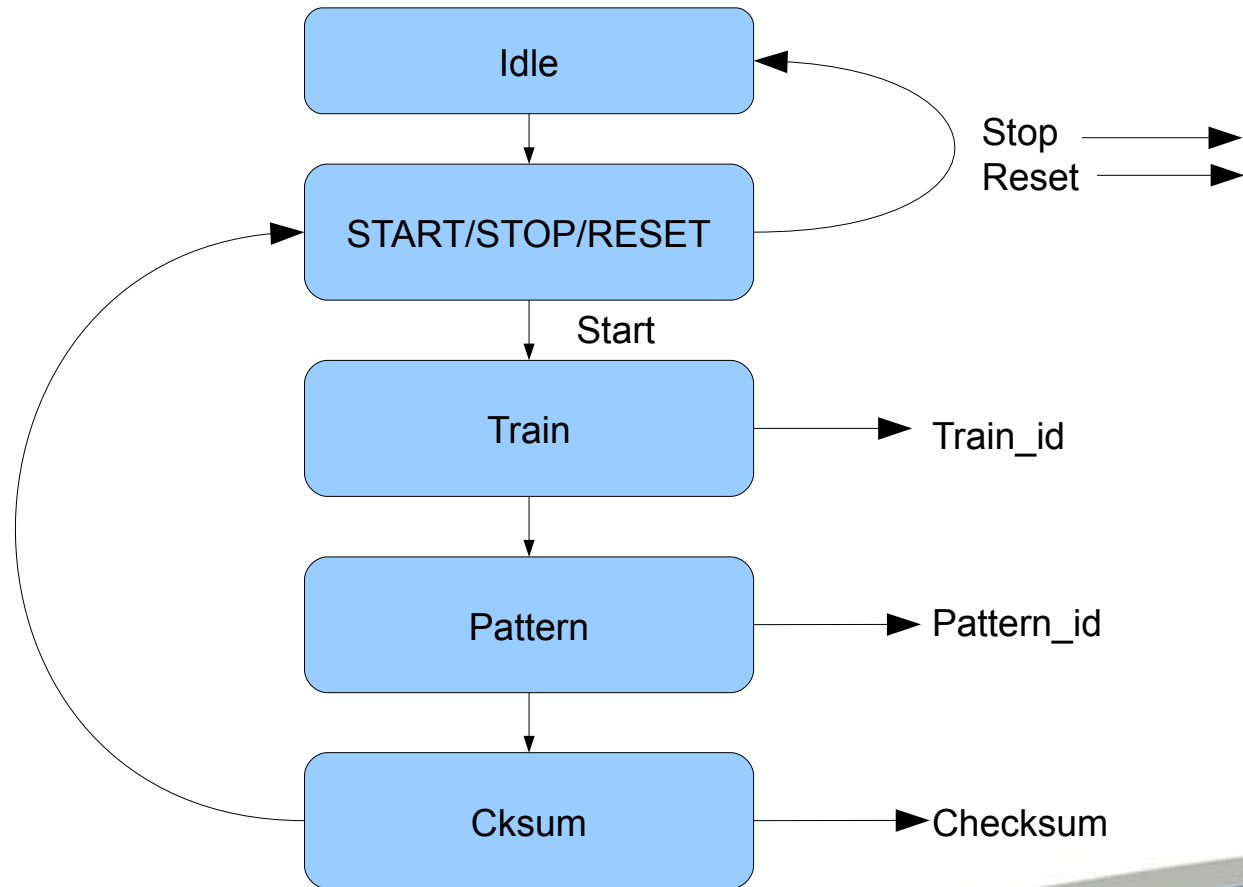 Idle
Stop
Reset
START/STOP/RESET
Start
Train
Train_id
Pattern
Pattern_id
Cksum
Checksum